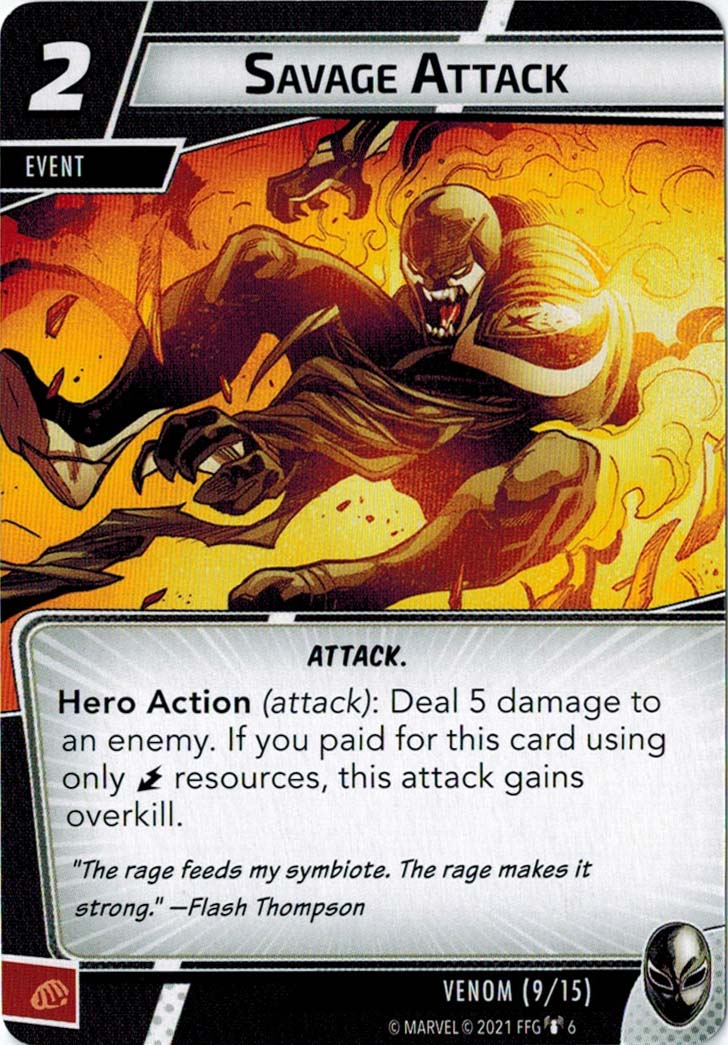 2
SAVAGE ATTACK
EVENT
ATTACK.
Hero Action (attack): Deal 5 damage to
an enemy. If you paid for this card using
only resources, this attack gains
overkill.
"The rage feeds my symbiote. The rage makes it
strong." —Flash Thompson
VENOM (9/15)
© MARVEL © 2021 FFG 6